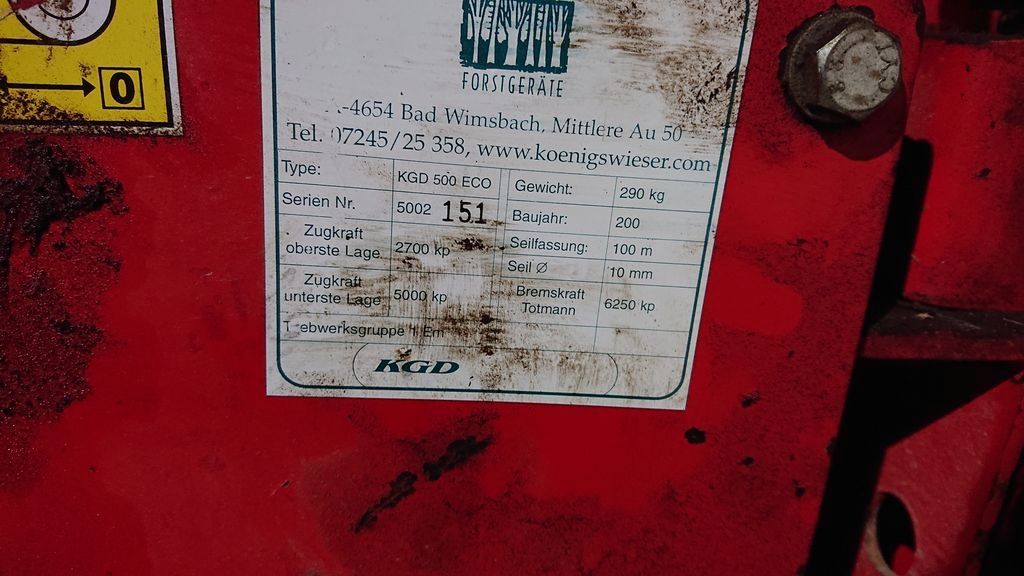 0
FORSTGERÄTE
-4654 Bad Wimsbach, Mittlere Au 50
Tel. 07245/25 358, www.koenigswieser.com
Type: KGD 500 ECO Gewicht: 290 kg
Serien Nr. 5002 151 Baujahr: 200
Zugkraft oberste Lage 2700 kp Seilfassung: 100 m
Seil Ø 10 mm
Zugkraft unterste Lage 5000 kp Bremskraft Totmann 6250 kp
KGD